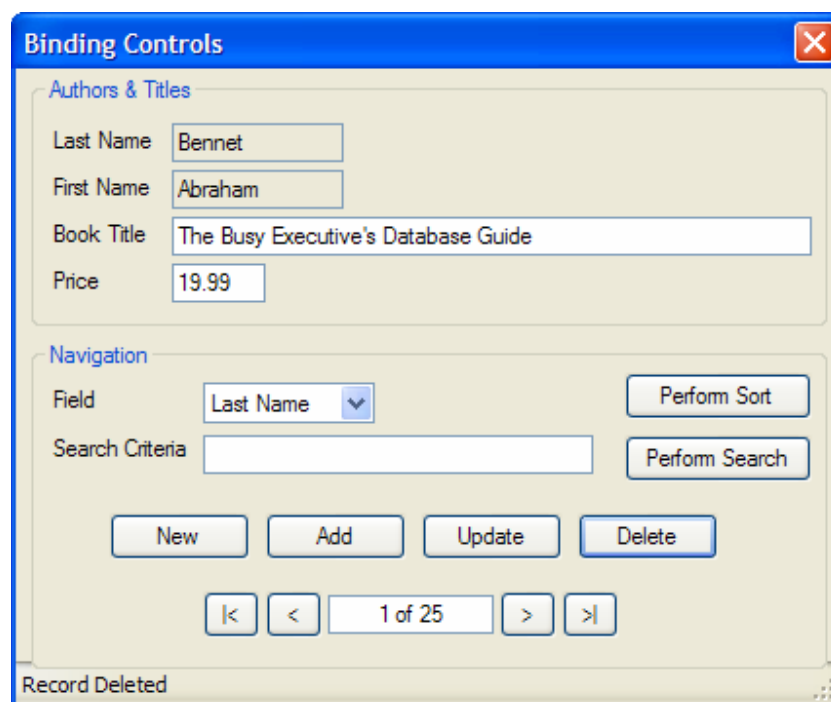 Binding Controls
Authors & Titles
Last Name Bennet
First Name Abraham
Book Title The Busy Executive's Database Guide
Price 19.99
Navigation
Field Last Name Perform Sort
Search Criteria Perform Search
New Add Update Delete
|< < 1 of 25 > >|
Record Deleted